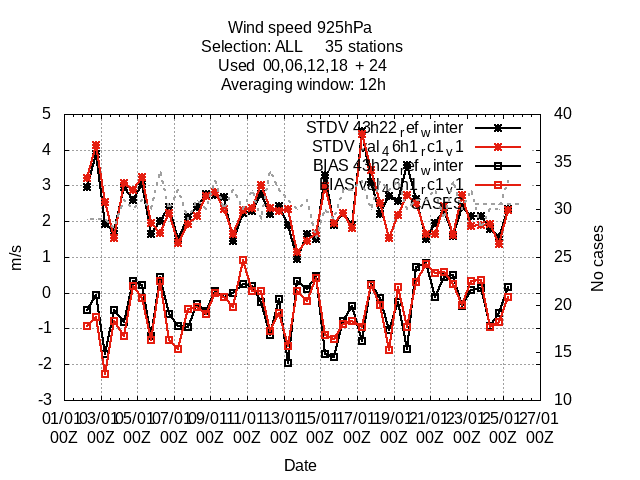 Wind speed 925hPa
Selection: ALL 35 stations
Used 00,06,12,18 + 24
Averaging window: 12h
STDV 43h22_ref_winter
STDV val_46h1_rc1_v1
BIAS 43h22_ref_winter
BIAS val_46h1_rc1_v1
CASES
5
4
3
2
1
0
-1
-2
-3
m/s
40
35
30
25
20
15
10
No cases
01/01 03/01 05/01 07/01 09/01 11/01 13/01 15/01 17/01 19/01 21/01 23/01 25/01 27/01
00Z 00Z 00Z 00Z 00Z 00Z 00Z 00Z 00Z 00Z 00Z 00Z 00Z 00Z
Date